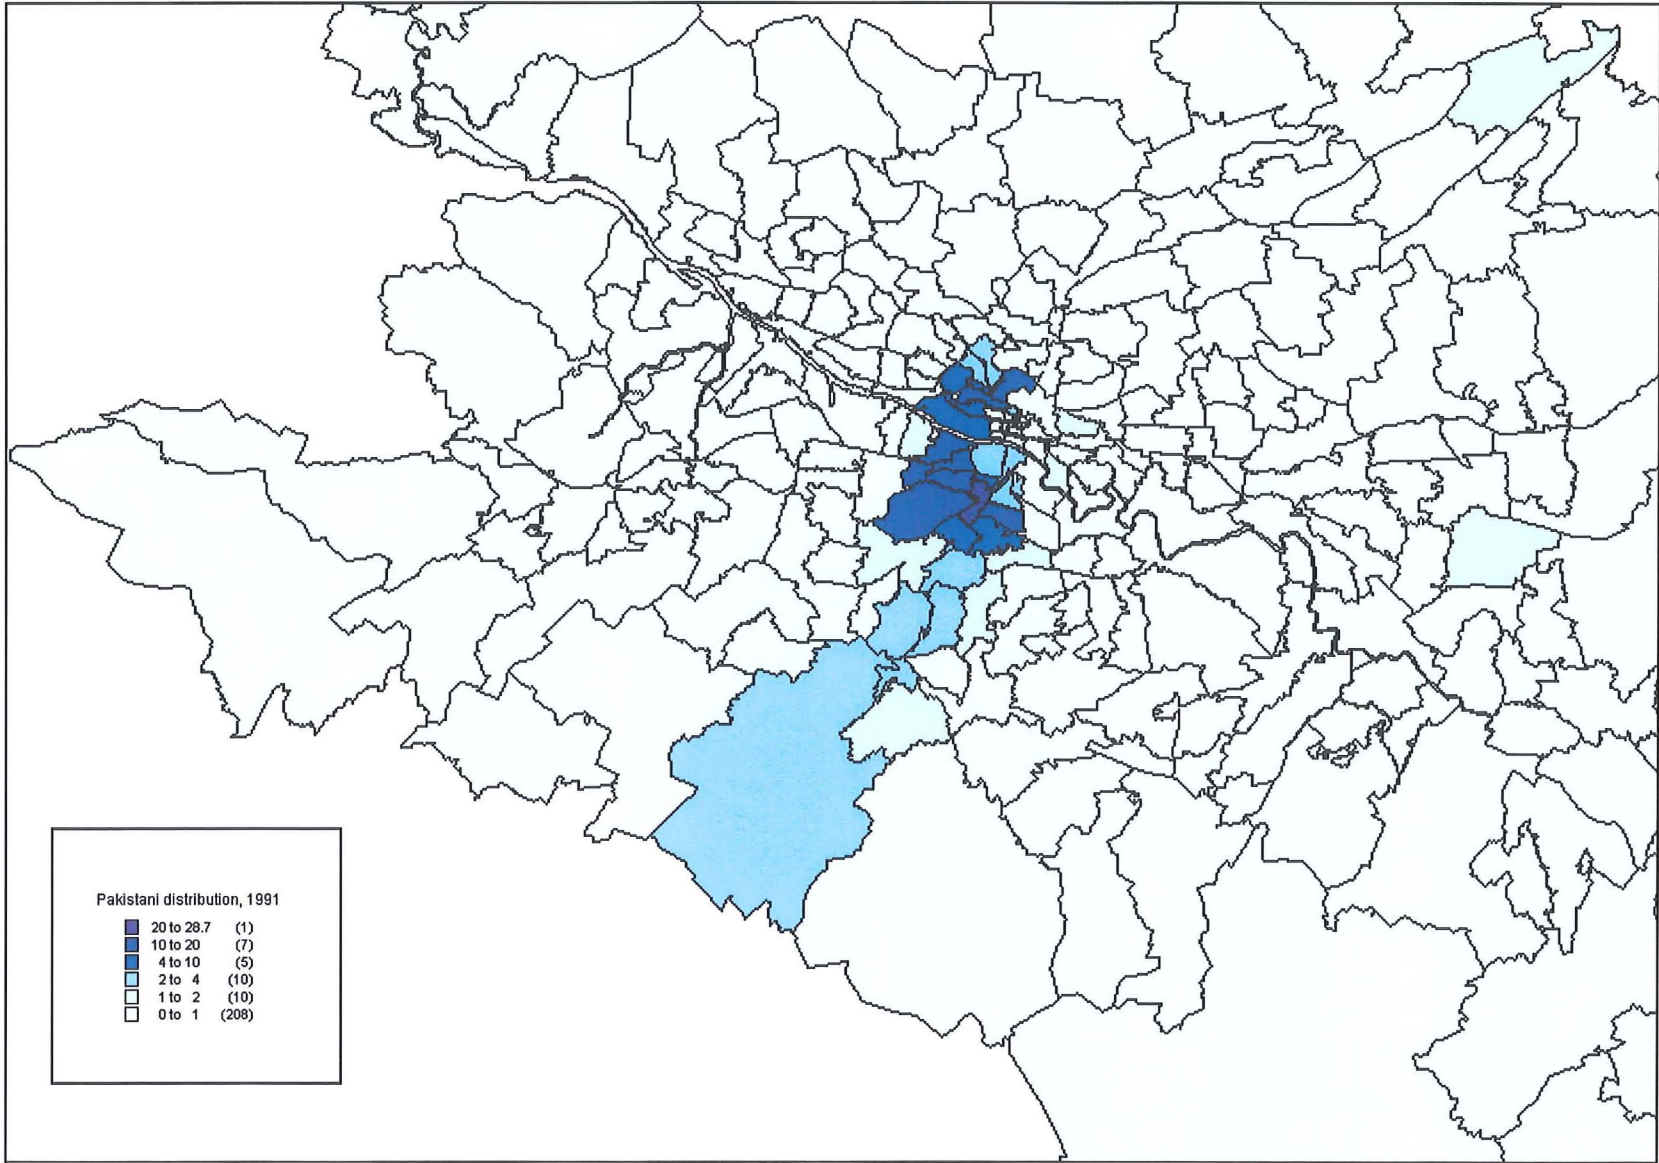 Pakistani distribution, 1991
20 to 28.7 (1)
10 to 20 (7)
4 to 10 (5)
2 to 4 (10)
1 to 2 (10)
0 to 1 (208)